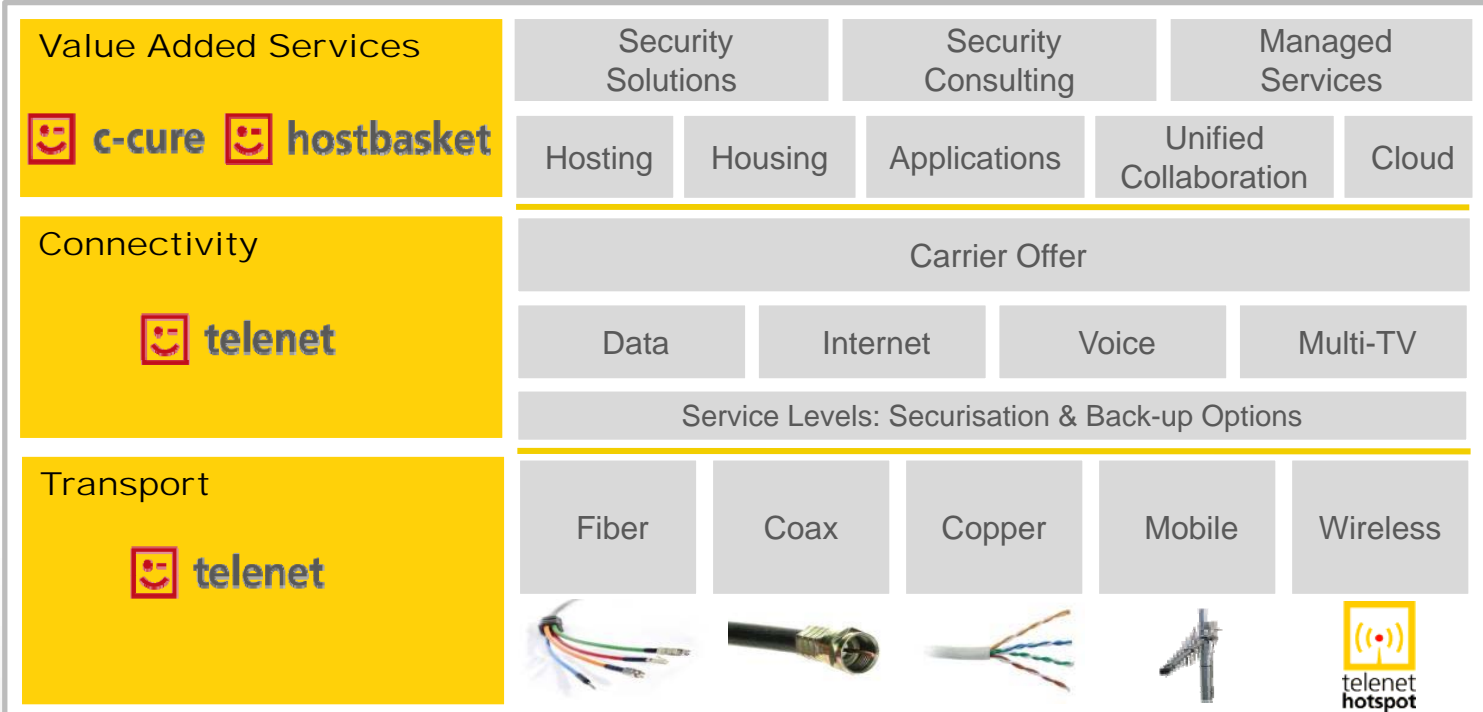 Value Added Services
c-cure hostbasket
Security
Solutions
Security
Consulting
Managed
Services
Hosting
Housing
Applications
Unified
Collaboration
Cloud
Connectivity
telenet
Carrier Offer
Data
Internet
Voice
Multi-TV
Service Levels: Securisation & Back-up Options
Transport
telenet
Fiber
Coax
Copper
Mobile
Wireless
telenet
hotspot